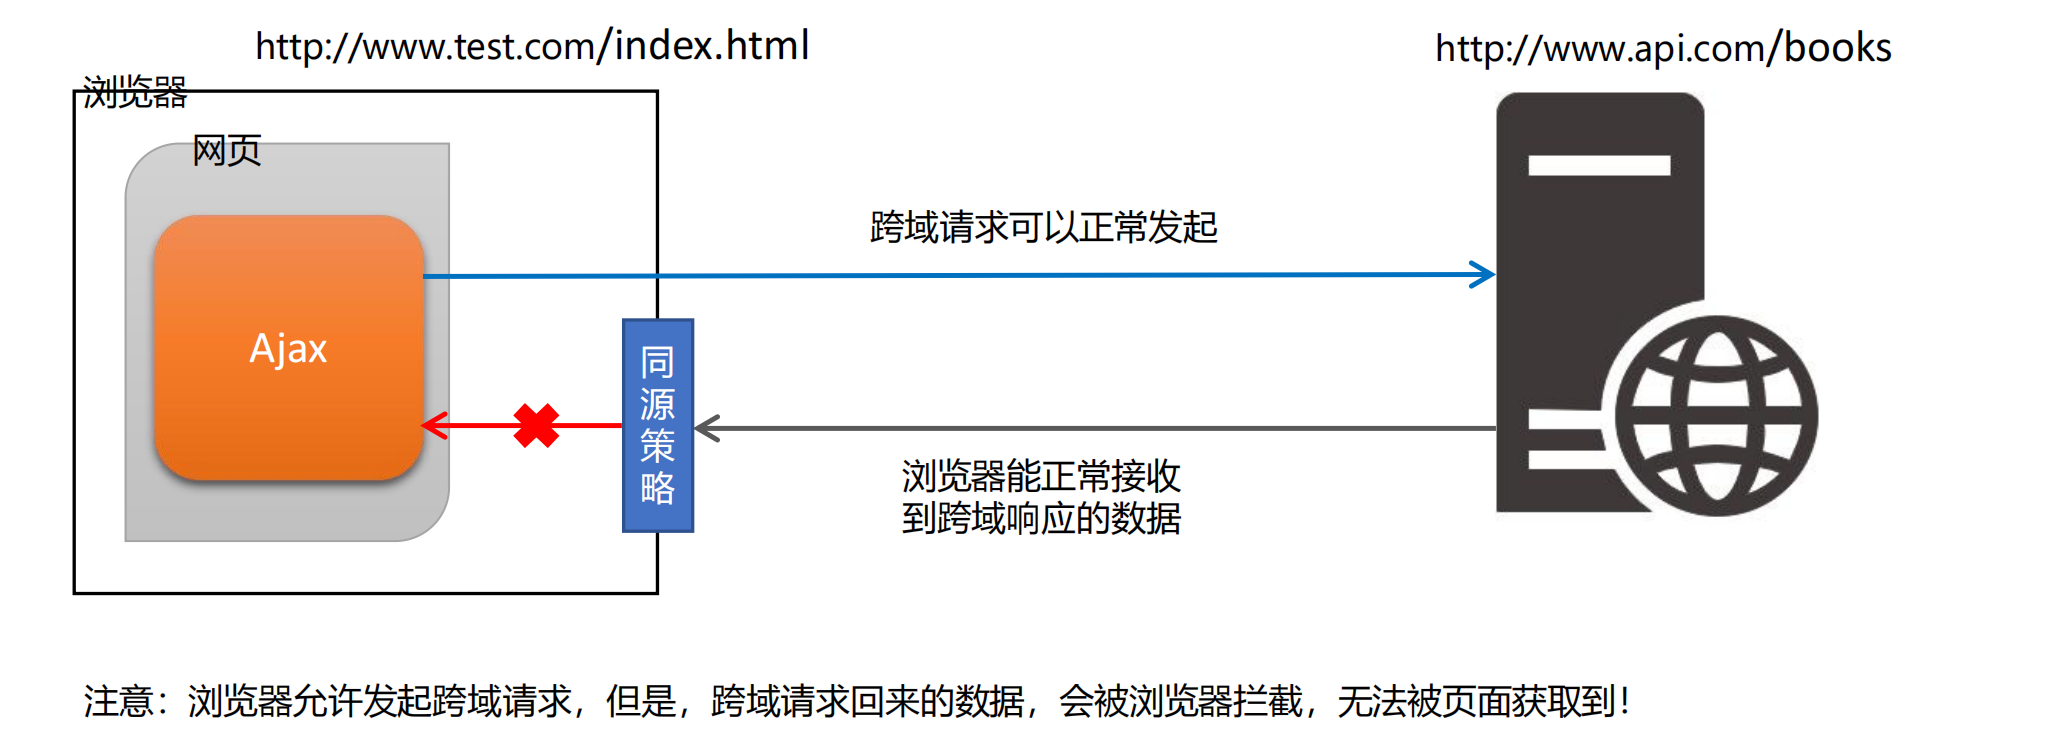 http://www.test.com/index.html
http://www.api.com/books
浏览器
网页
跨域请求可以正常发起
Ajax
同源策略
浏览器能正常接收
到跨域响应的数据
注意：浏览器允许发起跨域请求，但是，跨域请求回来的数据，会被浏览器拦截，无法被页面获取到！